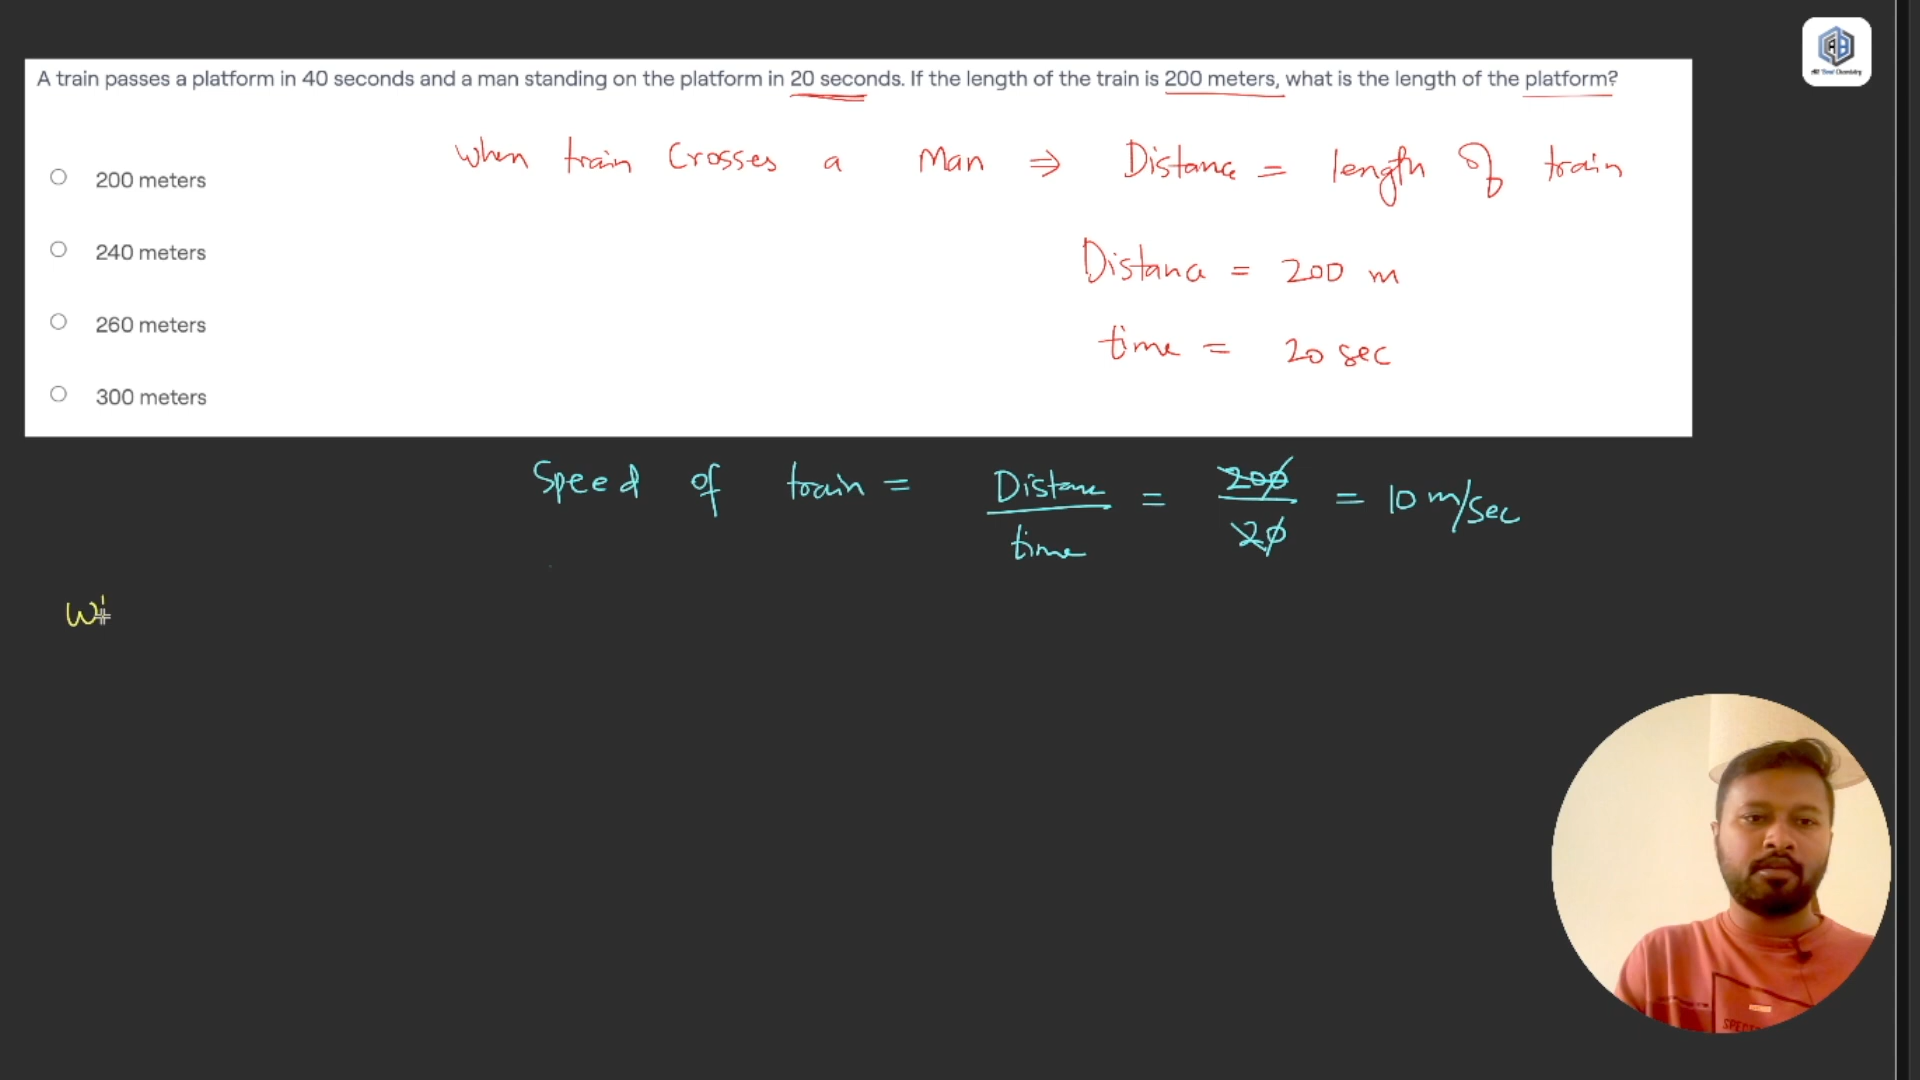 A train passes a platform in 40 seconds and a man standing on the platform in 20 seconds. If the length of the train is 200 meters, what is the length of the platform?
when train crosses a man ⇒ Distance = length of train
200 meters
240 meters
Distance = 200 m
260 meters
time = 20 sec
300 meters
Speed of train = Distance / time = 200 / 20 = 10 m/sec